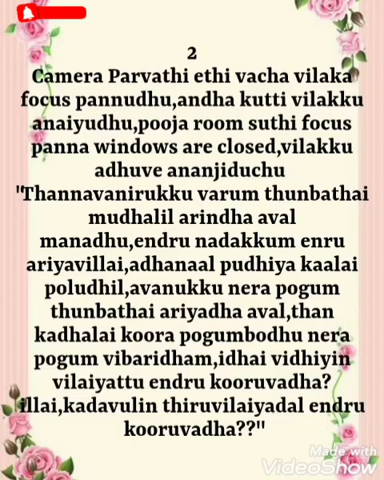 2
Camera Parvathi ethi vacha vilaka
focus pannudhu,andha kutti vilakku
anaiyudhu,pooja room suthi focus
panna windows are closed,vilakku
adhuve ananjiduchu
"Thannavanirukku varum thunbathai
mudhalil arindha aval
manadhu,endru nadakkum enru
ariyavillai,adhanaal pudhiya kaalai
poludhil,avanukku nera pogum
thunbathai ariyadha aval,than
kadhalai koora pogumbodhu nera
pogum vibaridham,idhai vidhiyin
vilaiyattu endru kooruvadha?
illai,kadavulin thiruvilaiyadal endru
kooruvadha??"
Made with
VideoShow